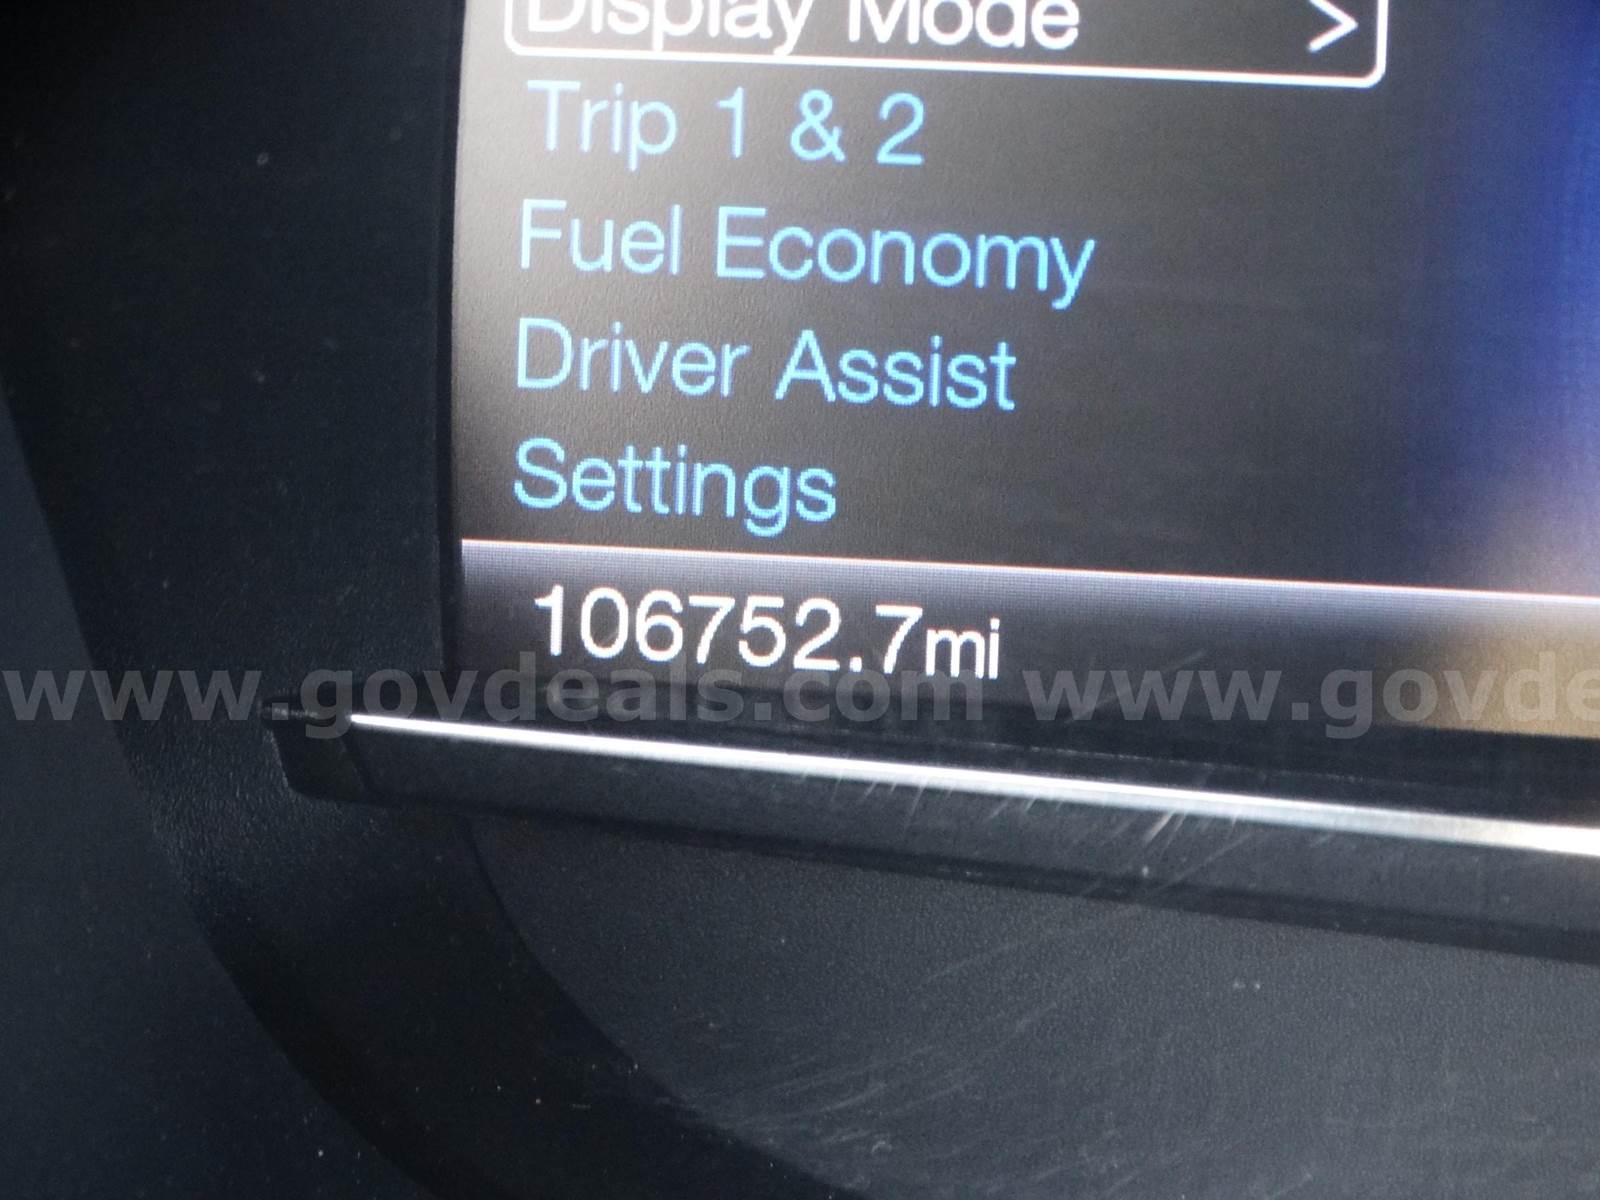 Display Mode >
Trip 1 & 2
Fuel Economy
Driver Assist
Settings
106752.7mi
www.govdeals.com www.govde